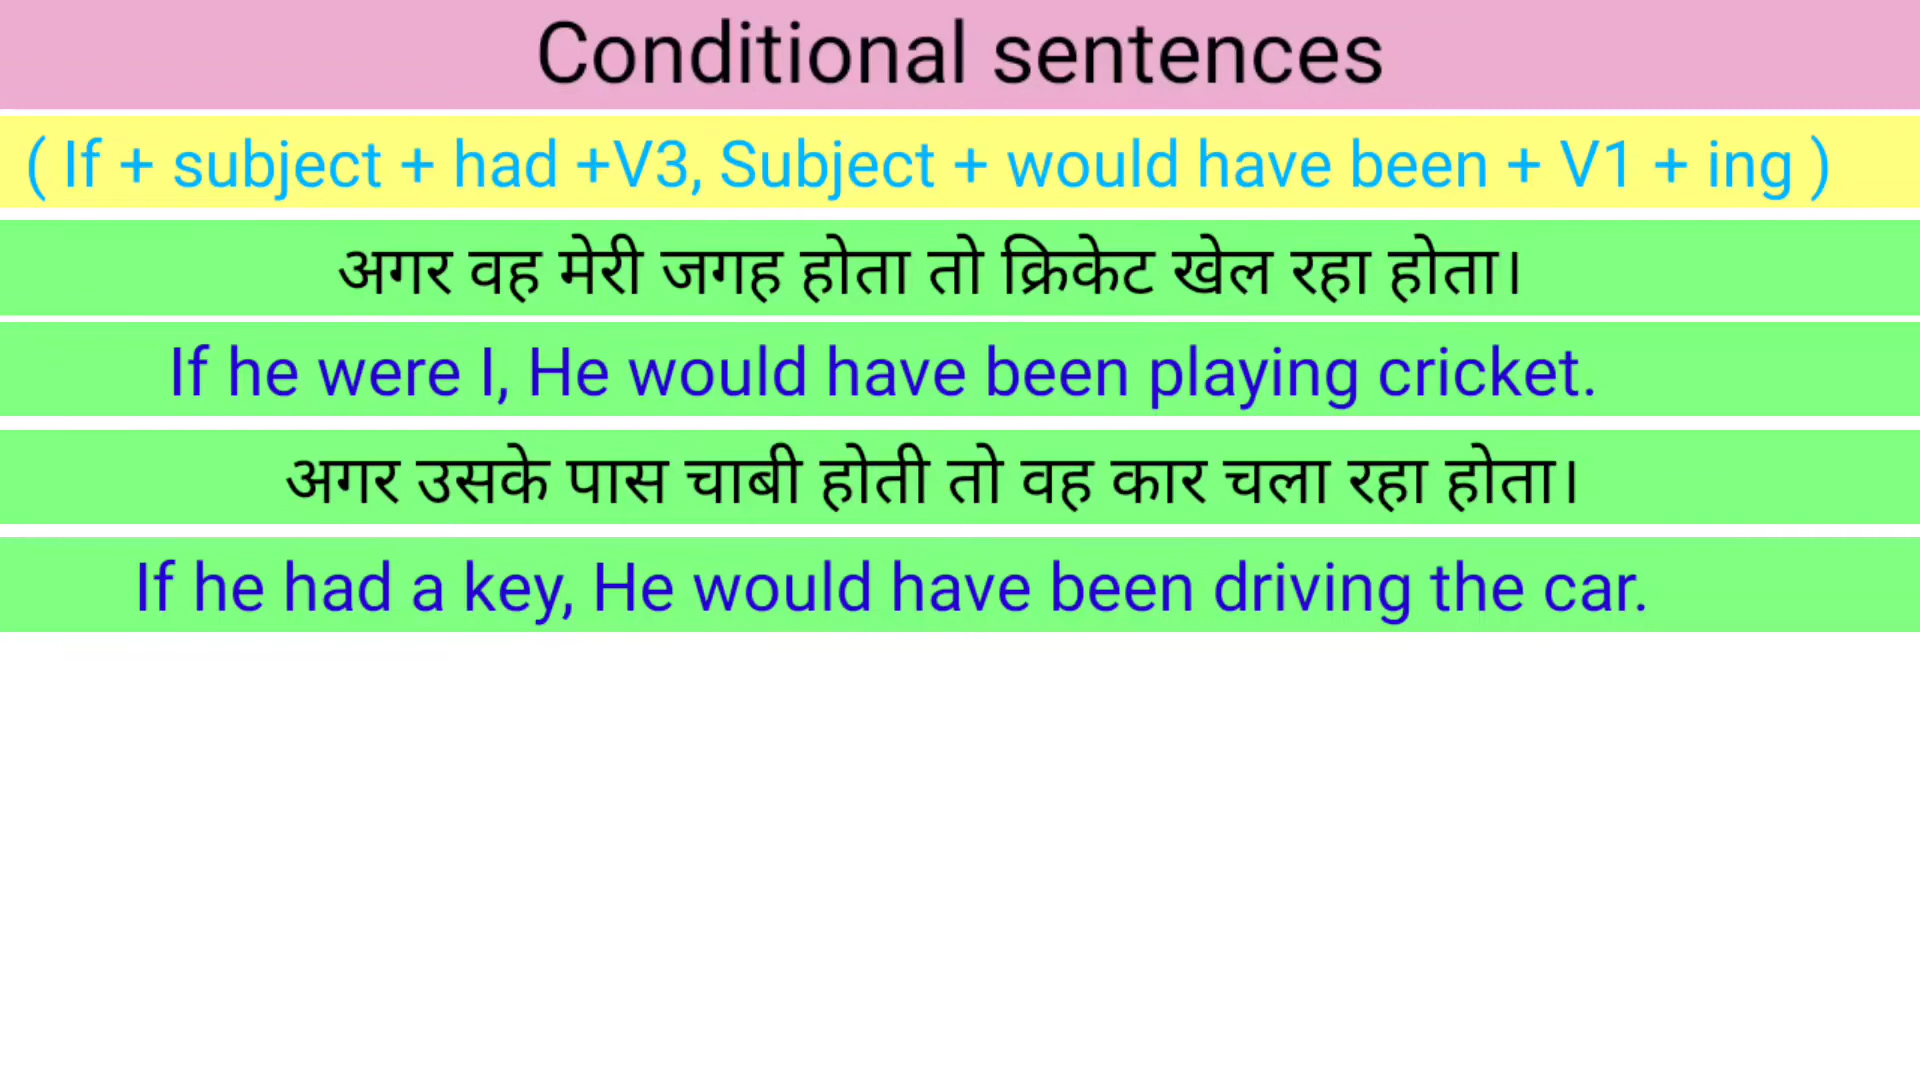 Conditional sentences
( If + subject + had +V3, Subject + would have been + V1 + ing )
अगर वह मेरी जगह होता तो क्रिकेट खेल रहा होता।
If he were I, He would have been playing cricket.
अगर उसके पास चाबी होती तो वह कार चला रहा होता।
If he had a key, He would have been driving the car.